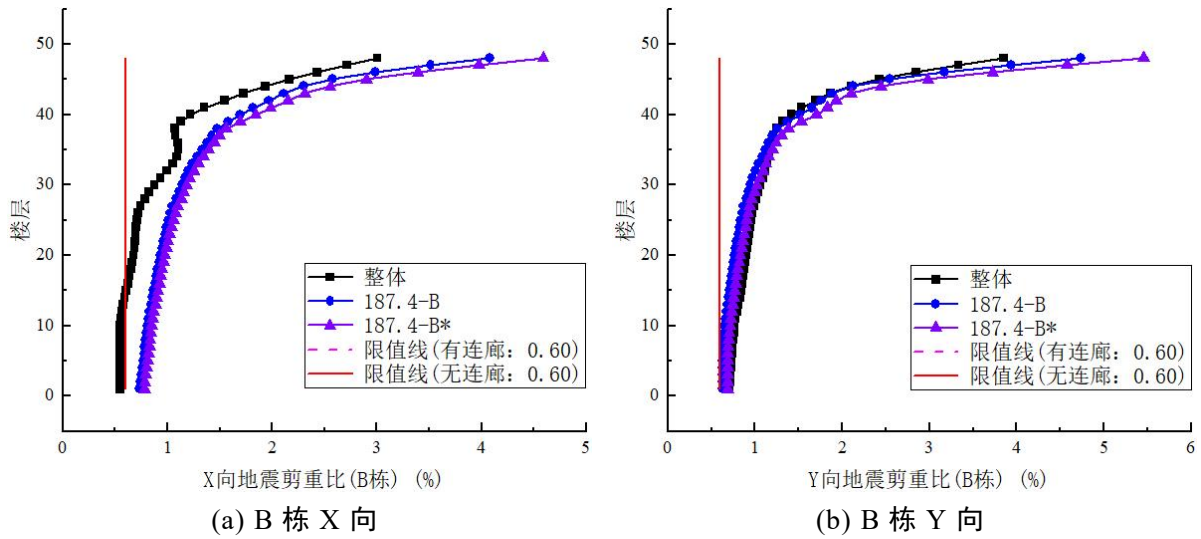 50
40
30
20
10
0
楼层
整体
187.4-B
187.4-B*
限值线(有连廊：0.60)
限值线(无连廊：0.60)
0 1 2 3 4 5
X向地震剪重比(B栋) (%)
(a) B 栋 X 向
50
40
30
20
10
0
楼层
整体
187.4-B
187.4-B*
限值线(有连廊：0.60)
限值线(无连廊：0.60)
0 1 2 3 4 5 6
Y向地震剪重比(B栋) (%)
(b) B 栋 Y 向